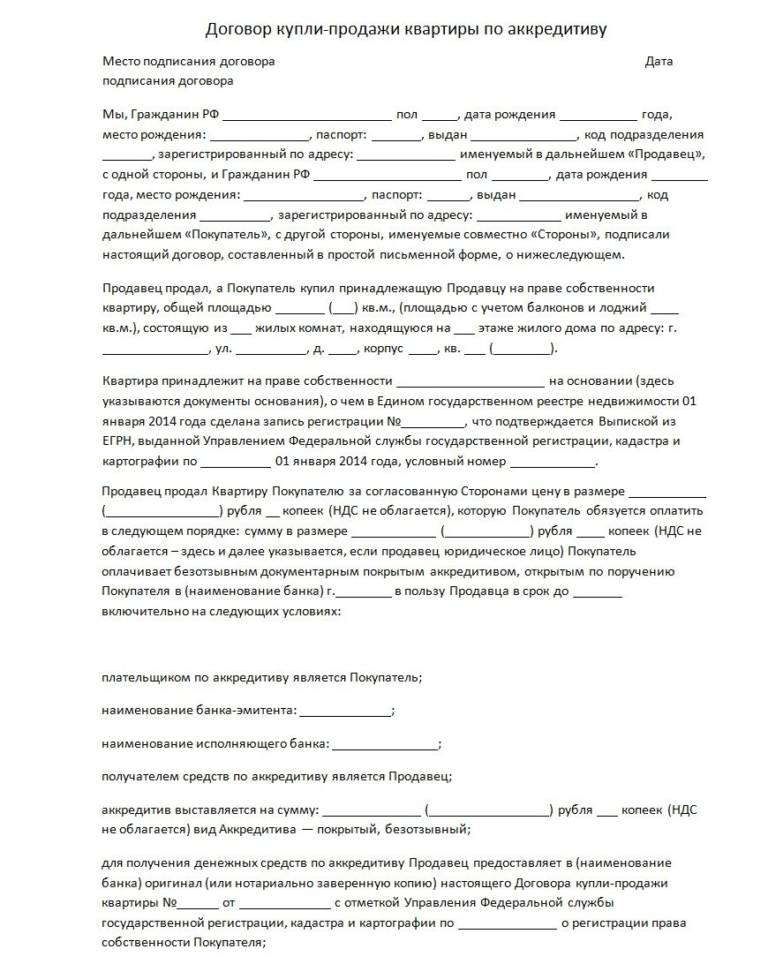 Договор купли-продажи квартиры по аккредитиву
Место подписания договора Дата
подписания договора
Мы, Гражданин РФ ________________________ пол _____, дата рождения ___________ года,
место рождения: ______________, паспорт: _______, выдан _______________, код подразделения
_______, зарегистрированный по адресу: ______________ именуемый в дальнейшем «Продавец»,
с одной стороны, и Гражданин РФ _____________________ пол ________, дата рождения ________
года, место рождения: _________________, паспорт: ______, выдан _________________, код
подразделения __________, зарегистрированный по адресу: ____________ именуемый в
дальнейшем «Покупатель», с другой стороны, именуемые совместно «Стороны», подписали
настоящий договор, составленный в простой письменной форме, о нижеследующем.
Продавец продал, а Покупатель купил принадлежащую Продавцу на праве собственности
квартиру, общей площадью _______ (___) кв.м., (площадью с учетом балконов и лоджий ____
кв.м.), состоящую из ___ жилых комнат, находящуюся на ___ этаже жилого дома по адресу: г.
_______________, ул. __________, д. ____, корпус ____, кв. ___ (________).
Квартира принадлежит на праве собственности _____________________ на основании (здесь
указываются документы основания), о чем в Едином государственном реестре недвижимости 01
января 2014 года сделана запись регистрации №_________, что подтверждается Выпиской из
ЕГРН, выданной Управлением Федеральной службы государственной регистрации, кадастра и
картографии по __________ 01 января 2014 года, условный номер ____________.
Продавец продал Квартиру Покупателю за согласованную Сторонами цену в размере ___________
(________________) рубля __ копеек (НДС не облагается), которую Покупатель обязуется оплатить
в следующем порядке: сумму в размере ____________ (____________) рубля ____ копеек (НДС не
облагается – здесь и далее указывается, если продавец юридическое лицо) Покупатель
оплачивает безотзывным документарным покрытым аккредитивом, открытым по поручению
Покупателя в (наименование банка) г.________ в пользу Продавца в срок до _______
включительно на следующих условиях:
плательщиком по аккредитиву является Покупатель;
наименование банка-эмитента: _____________;
наименование исполняющего банка: _______________;
получателем средств по аккредитиву является Продавец;
аккредитив выставляется на сумму: ______________ (_________________) рубля ___ копеек (НДС
не облагается) вид Аккредитива — покрытый, безотзывный;
для получения денежных средств по аккредитиву Продавец предоставляет в (наименование
банка) оригинал (или нотариально заверенную копию) настоящего Договора купли-продажи
квартиры №______ от _____________ с отметкой Управления Федеральной службы
государственной регистрации, кадастра и картографии по ______________ о регистрации права
собственности Покупателя;